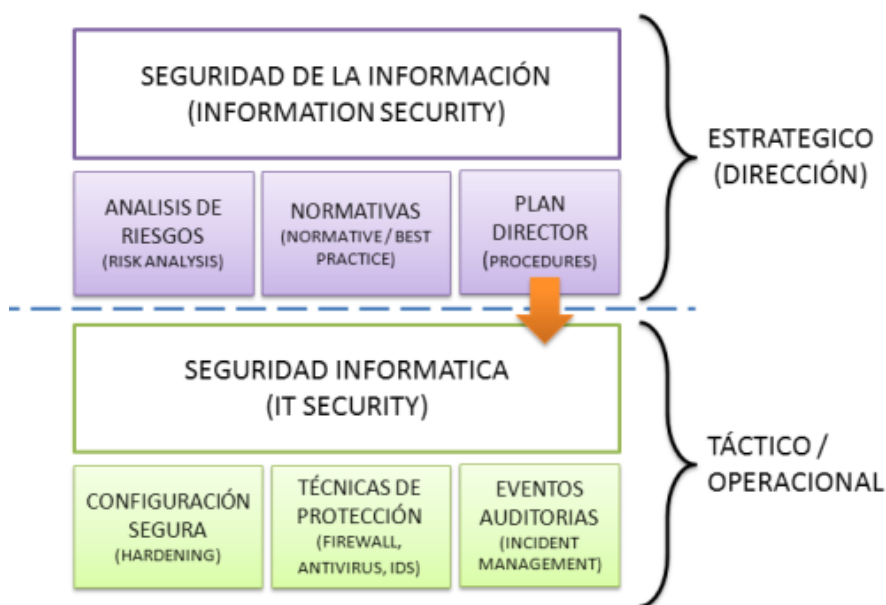 SEGURIDAD DE LA INFORMACIÓN
(INFORMATION SECURITY)
ESTRATEGICO
(DIRECCIÓN)
ANALISIS DE
RIESGOS
(RISK ANALYSIS)
NORMATIVAS
(NORMATIVE / BEST
PRACTICE)
PLAN
DIRECTOR
(PROCEDURES)
SEGURIDAD INFORMATICA
(IT SECURITY)
TÁCTICO /
OPERACIONAL
CONFIGURACIÓN
SEGURA
(HARDENING)
TÉCNICAS DE
PROTECCIÓN
(FIREWALL,
ANTIVIRUS, IDS)
EVENTOS
AUDITORIAS
(INCIDENT
MANAGEMENT)